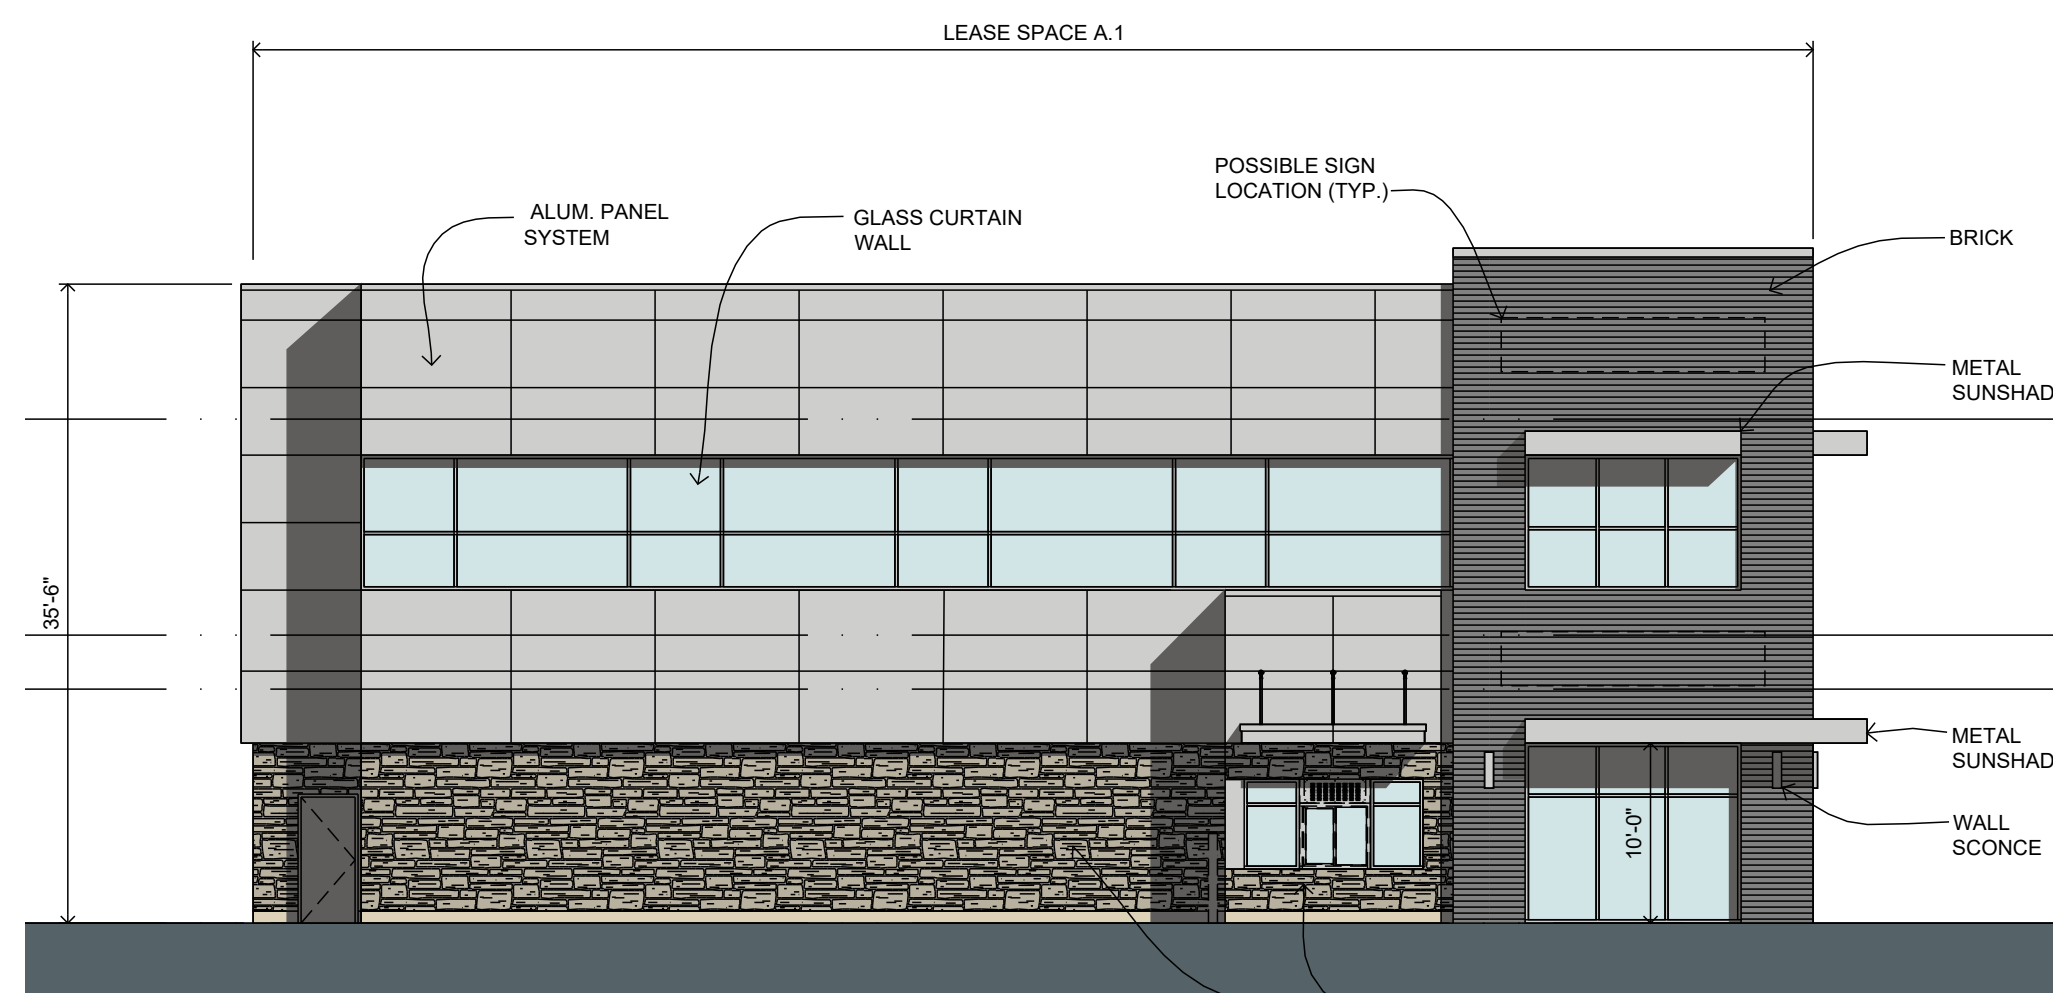 LEASE SPACE A.1
POSSIBLE SIGN
LOCATION (TYP.)
ALUM. PANEL
SYSTEM
GLASS CURTAIN
WALL
BRICK
METAL
SUNSHAD
35'-6"
METAL
SUNSHAD
10'-0"
WALL
SCONCE